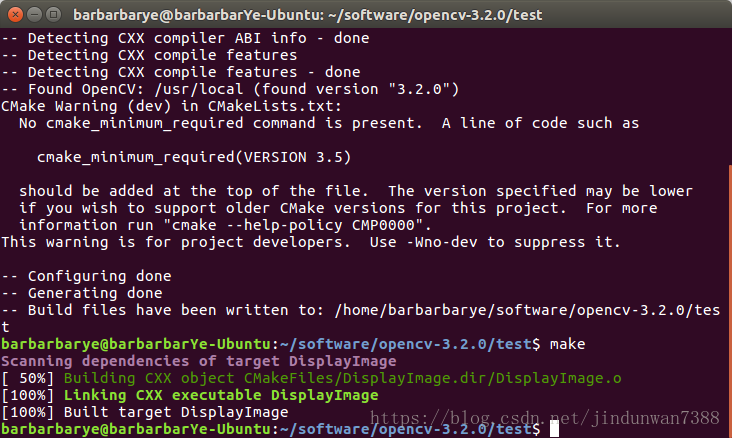 barbarbarye@barbarbarYe-Ubuntu: ~/software/opencv-3.2.0/test
-- Detecting CXX compiler ABI info - done
-- Detecting CXX compile features
-- Detecting CXX compile features - done
-- Found OpenCV: /usr/local (found version "3.2.0")
CMake Warning (dev) in CMakeLists.txt:
  No cmake_minimum_required command is present.  A line of code such as

    cmake_minimum_required(VERSION 3.5)

  should be added at the top of the file.  The version specified may be lower
  if you wish to support older CMake versions for this project.  For more
  information run "cmake --help-policy CMP0000".
This warning is for project developers.  Use -Wno-dev to suppress it.

-- Configuring done
-- Generating done
-- Build files have been written to: /home/barbarbarye/software/opencv-3.2.0/tes
t
barbarbarye@barbarbarYe-Ubuntu:~/software/opencv-3.2.0/test$ make
Scanning dependencies of target DisplayImage
[ 50%] Building CXX object CMakeFiles/DisplayImage.dir/DisplayImage.o
[100%] Linking CXX executable DisplayImage
[100%] Built target DisplayImage
https://blog.csdn.net/jindunwan7388
barbarbarye@barbarbarYe-Ubuntu:~/software/opencv-3.2.0/test$